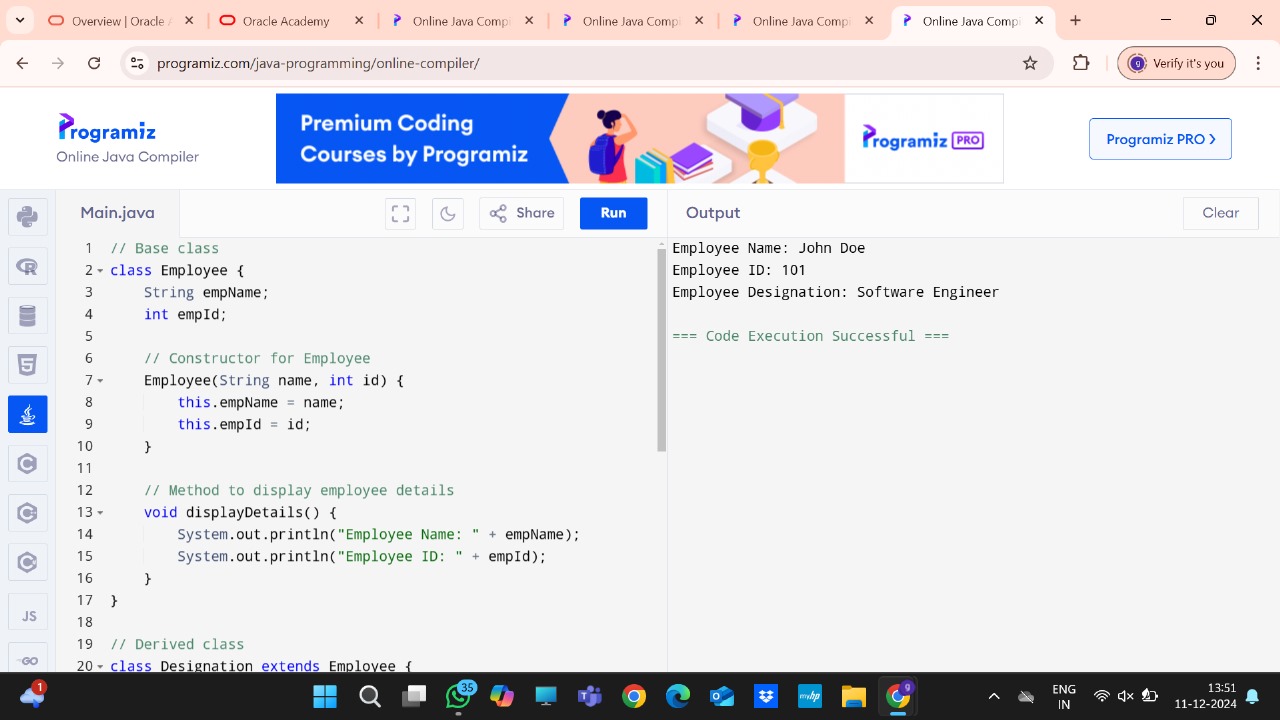 Overview | Oracle A
Oracle Academy
Online Java Compi
Online Java Comp
Online Java Compi
Online Java Comp
programiz.com/java-programming/online-compiler/
g
Verify it's you
Programiz
Online Java Compiler
Premium Coding
Courses by Programiz
Programiz PRO
Programiz PRO >
Main.java
Share
Run
Output
Clear
1 // Base class
2 class Employee {
3 String empName;
4 int empId;
5
6 // Constructor for Employee
7 Employee(String name, int id) {
8 this.empName = name;
9 this.empId = id;
10 }
11
12 // Method to display employee details
13 void displayDetails() {
14 System.out.println("Employee Name: " + empName);
15 System.out.println("Employee ID: " + empId);
16 }
17 }
18
19 // Derived class
20 class Designation extends Employee {
Employee Name: John Doe
Employee ID: 101
Employee Designation: Software Engineer
=== Code Execution Successful ===
JS
GO
1
35
myhp
g
ENG
IN
13:51
11-12-2024